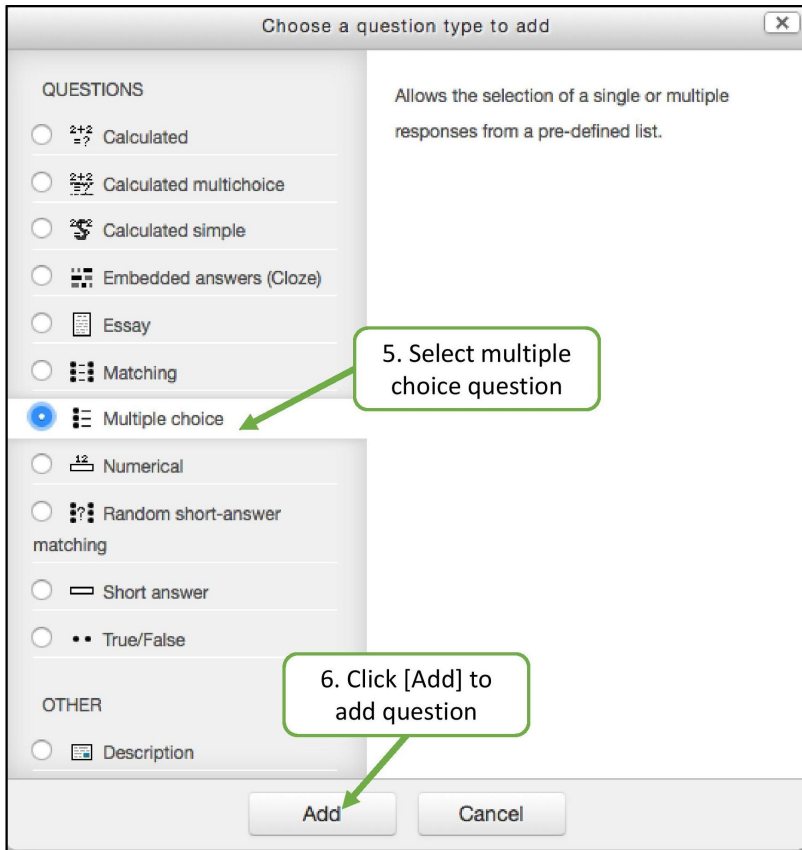 Choose a question type to add
QUESTIONS
Calculated
Calculated multichoice
Calculated simple
Embedded answers (Cloze)
Essay
Matching
Multiple choice
Numerical
Random short-answer
matching
Short answer
True/False
OTHER
Description
Allows the selection of a single or multiple
responses from a pre-defined list.
5. Select multiple
choice question
6. Click [Add] to
add question
Add
Cancel